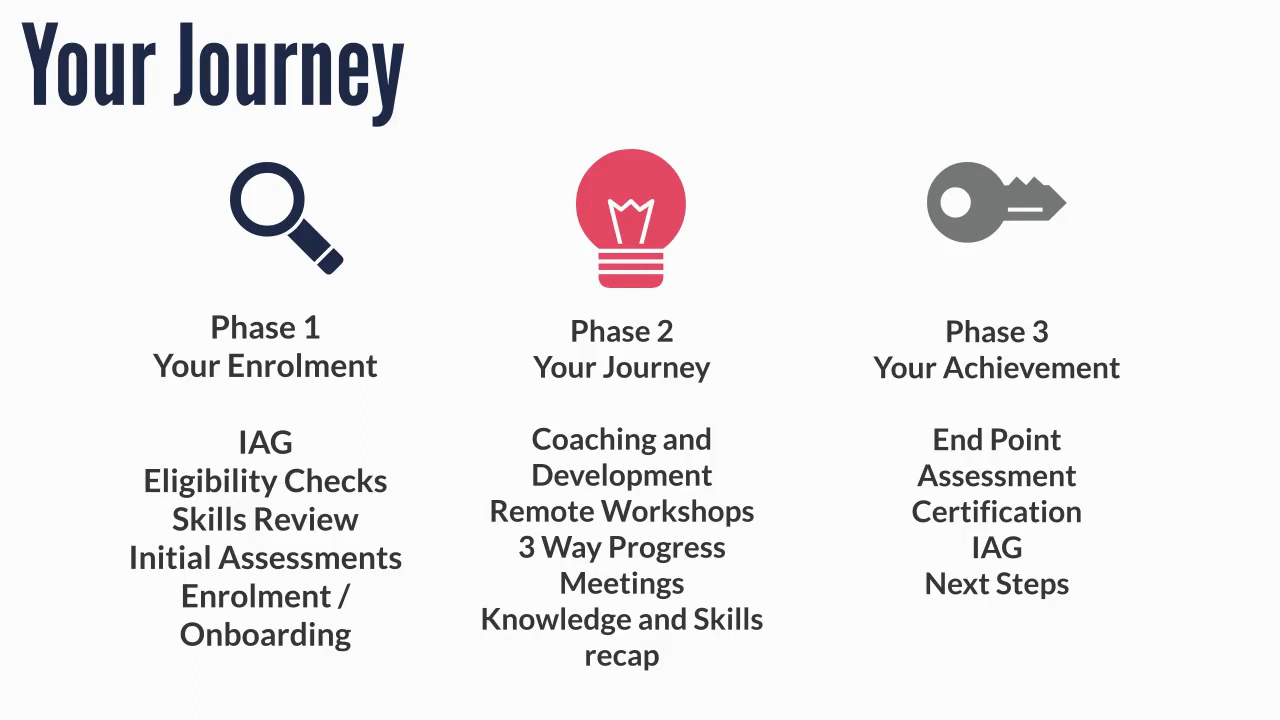 Your Journey
Phase 1
Your Enrolment
IAG
Eligibility Checks
Skills Review
Initial Assessments
Enrolment /
Onboarding
Phase 2
Your Journey
Coaching and
Development
Remote Workshops
3 Way Progress
Meetings
Knowledge and Skills
recap
Phase 3
Your Achievement
End Point
Assessment
Certification
IAG
Next Steps